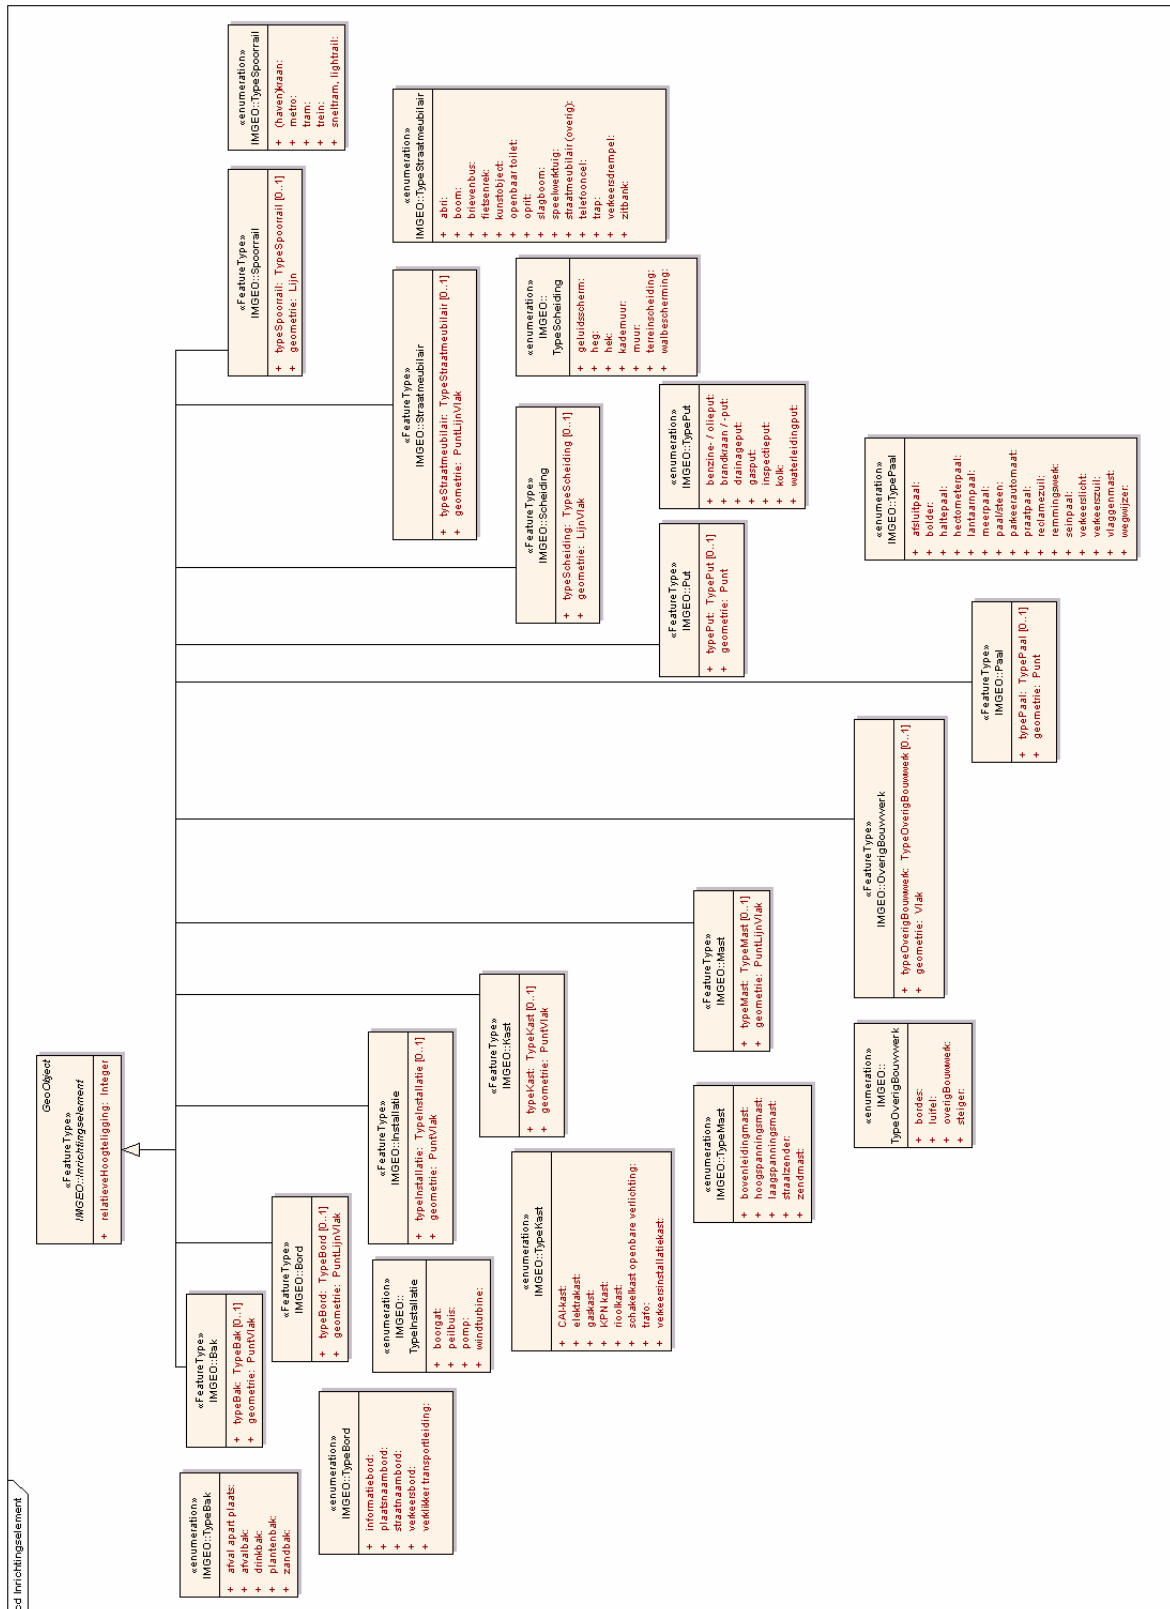 cd Inrichtingselement
GeoObject
«FeatureType»
IMGEO::Inrichtingselement
+ relatieveHoogteligging: Integer
«enumeration»
IMGEO::TypeBak
+ afval apart plaats:
+ afvalbak:
+ drinkbak:
+ plantenbak:
+ zandbak:
«FeatureType»
IMGEO::Bak
+ typeBak: TypeBak [0..1]
+ geometrie: PuntVlak
«enumeration»
IMGEO::TypeBord
+ informatiebord:
+ plaatsnaambord:
+ straatnaambord:
+ verkeersbord:
+ verklikker transportleiding:
«FeatureType»
IMGEO::Bord
+ typeBord: TypeBord [0..1]
+ geometrie: PuntLijnVlak
«enumeration»
IMGEO::
TypeInstallatie
+ boorgat:
+ peilbuis:
+ pomp:
+ windturbine:
«FeatureType»
IMGEO::Installatie
+ typeInstallatie: TypeInstallatie [0..1]
+ geometrie: PuntVlak
«enumeration»
IMGEO::TypeKast
+ CAI-kast:
+ elektrakast:
+ gaskast:
+ KPN kast:
+ rioolkast:
+ schakelkast openbare verlichting:
+ trafo:
+ verkeersinstallatiekast:
«FeatureType»
IMGEO::Kast
+ typeKast: TypeKast [0..1]
+ geometrie: PuntVlak
«enumeration»
IMGEO::TypeMast
+ bovenleidingmast:
+ hoogspanningsmast:
+ laagspanningsmast:
+ straalzender:
+ zendmast:
«FeatureType»
IMGEO::Mast
+ typeMast: TypeMast [0..1]
+ geometrie: PuntLijnVlak
«enumeration»
IMGEO::
TypeOverigBouwwerk
+ bordes:
+ luifel:
+ overigBouwwerk:
+ steiger:
«FeatureType»
IMGEO::OverigBouwwerk
+ typeOverigBouwwerk: TypeOverigBouwwerk [0..1]
+ geometrie: Vlak
«FeatureType»
IMGEO::Paal
+ typePaal: TypePaal [0..1]
+ geometrie: Punt
«enumeration»
IMGEO::TypePaal
+ afsluitpaal:
+ bolder:
+ haltepaal:
+ hectometerpaal:
+ lantaarnpaal:
+ meerpaal:
+ paal/steen:
+ parkeerautomaat:
+ praatpaal:
+ reclamezuil:
+ remmingswerk:
+ seinpaal:
+ verkeerslicht:
+ verkeerszuil:
+ vlaggenmast:
+ wegwijzer:
«FeatureType»
IMGEO::Put
+ typePut: TypePut [0..1]
+ geometrie: Punt
«enumeration»
IMGEO::TypePut
+ benzine- / olieput:
+ brandkraan / -put:
+ drainageput:
+ gasput:
+ inspectieput:
+ kolk:
+ waterleidingput:
«FeatureType»
IMGEO::Scheiding
+ typeScheiding: TypeScheiding [0..1]
+ geometrie: LijnVlak
«enumeration»
IMGEO::
TypeScheiding
+ geluidsscherm:
+ heg:
+ hek:
+ kademuur:
+ muur:
+ terreinscheiding:
+ walbescherming:
«FeatureType»
IMGEO::Straatmeubilair
+ typeStraatmeubilair: TypeStraatmeubilair [0..1]
+ geometrie: PuntLijnVlak
«enumeration»
IMGEO::TypeStraatmeubilair
+ abri:
+ boom:
+ brievenbus:
+ fietsenrek:
+ kunstobject:
+ openbaar toilet:
+ oprit:
+ slagboom:
+ speelwerktuig:
+ straatmeubilair (overig):
+ telefooncel:
+ trap:
+ verkeersdrempel:
+ zitbank:
«FeatureType»
IMGEO::Spoorrail
+ typeSpoorrail: TypeSpoorrail [0..1]
+ geometrie: Lijn
«enumeration»
IMGEO::TypeSpoorrail
+ (haven)kraan:
+ metro:
+ tram:
+ trein:
+ sneltram, lightrail: